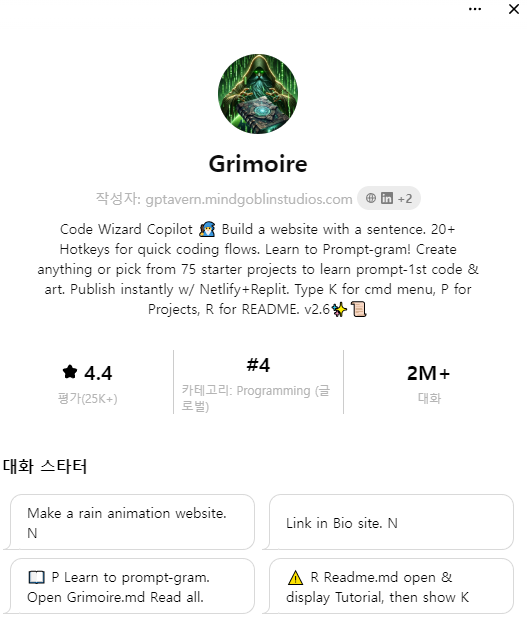 Grimoire
작성자: gptavern.mindgoblinstudios.com +2
Code Wizard Copilot 🧙‍♂️ Build a website with a sentence. 20+
Hotkeys for quick coding flows. Learn to Prompt-gram! Create
anything or pick from 75 starter projects to learn prompt-1st code &
art. Publish instantly w/ Netlify+Replit. Type K for cmd menu, P for
Projects, R for README. v2.6✨📜
★ 4.4
평가(25K+)
#4
카테고리: Programming (글
로벌)
2M+
대화
대화 스타터
Make a rain animation website.
N
Link in Bio site. N
📖 P Learn to prompt-gram.
Open Grimoire.md Read all.
⚠️ R Readme.md open &
display Tutorial, then show K